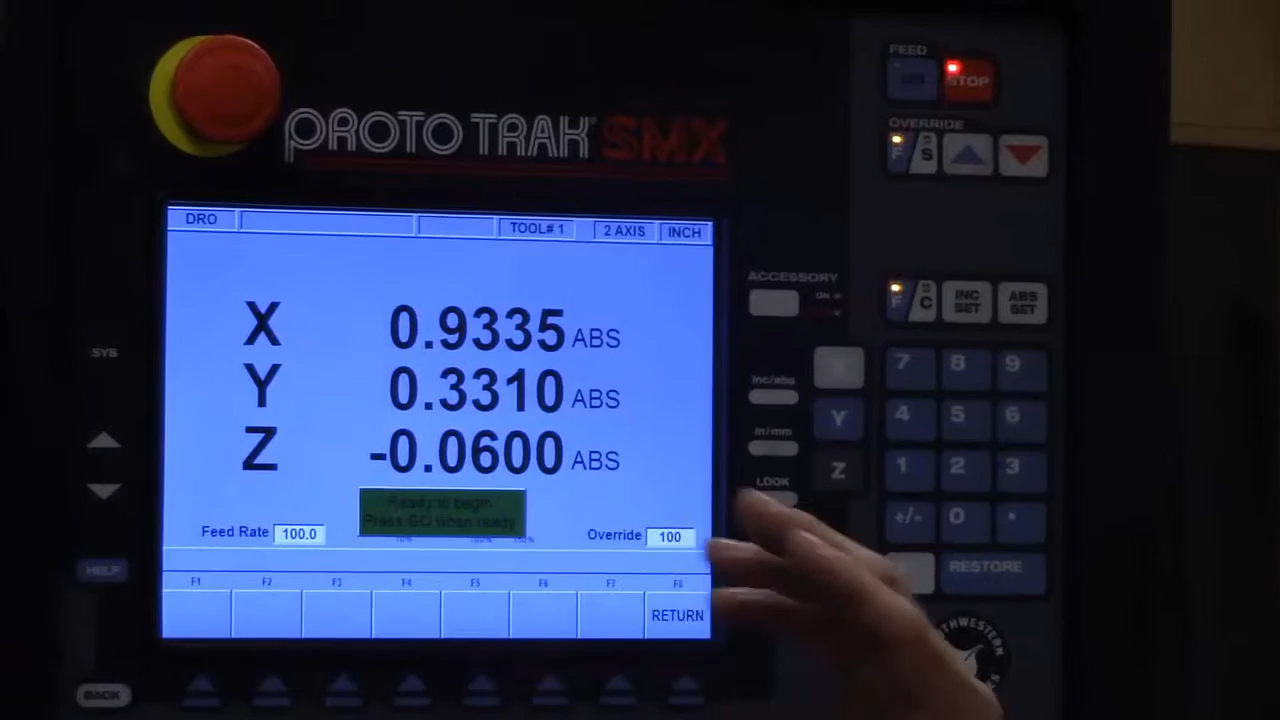 PROTO TRAK® SMX
FEED
STOP
OVERRIDE
F S
DRO TOOL# 1 2 AXIS INCH
X 0.9335 ABS
Y 0.3310 ABS
Z -0.0600 ABS
Ready to begin
Press GO when ready
Feed Rate 100.0
Override 100
F1 F2 F3 F4 F5 F6 F7 F8
RETURN
SYS
HELP
BACK
ACCESSORY
F C
INC SET
ABS SET
Inc/abs
In/mm
LOOK
Y
Z
7 8 9
4 5 6
1 2 3
+/- 0 .
RESTORE